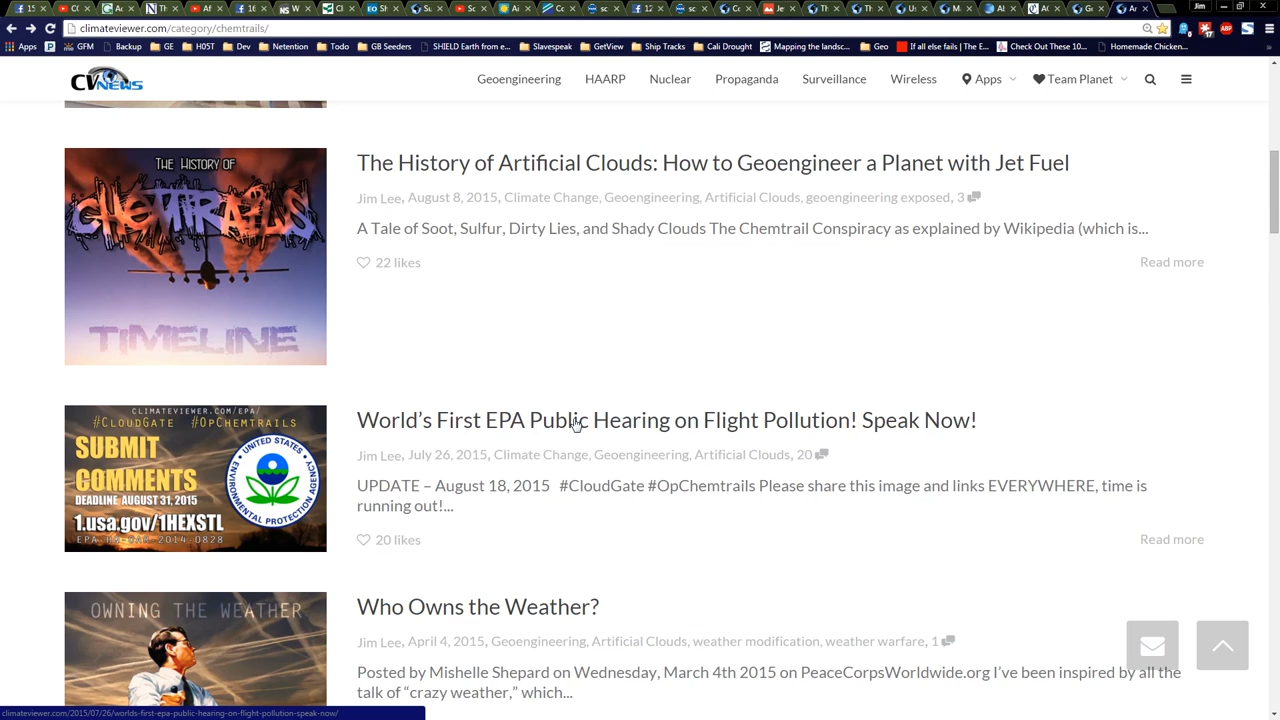 Jim
climateviewer.com/category/chemtrails/
Apps GFM Backup GE H05T Dev Netention Todo GB Seeders SHIELD Earth from e... Slavespeak GetView Ship Tracks Cali Drought Mapping the landsc... Geo If all else fails | The E... Check Out These 10... Homemade Chicken...
CV NEWS Geoengineering HAARP Nuclear Propaganda Surveillance Wireless Apps Team Planet
THE HISTORY OF
CHEMTRAILS
TIMELINE
The History of Artificial Clouds: How to Geoengineer a Planet with Jet Fuel
Jim Lee, August 8, 2015, Climate Change, Geoengineering, Artificial Clouds, geoengineering exposed, 3
A Tale of Soot, Sulfur, Dirty Lies, and Shady Clouds The Chemtrail Conspiracy as explained by Wikipedia (which is...
22 likes
Read more
CLIMATEVIEWER.COM/EPA/
#CLOUDGATE #OPCHEMTRAILS
SUBMIT
COMMENTS
DEADLINE AUGUST 31, 2015
1.usa.gov/1HEXSTL
UNITED STATES
ENVIRONMENTAL PROTECTION AGENCY
World's First EPA Public Hearing on Flight Pollution! Speak Now!
Jim Lee, July 26, 2015, Climate Change, Geoengineering, Artificial Clouds, 20
UPDATE – August 18, 2015 #CloudGate #OpChemtrails Please share this image and links EVERYWHERE, time is
running out!...
20 likes
Read more
OWNING THE WEATHER
Who Owns the Weather?
Jim Lee, April 4, 2015, Geoengineering, Artificial Clouds, weather modification, weather warfare, 1
Posted by Mishelle Shepard on Wednesday, March 4th 2015 on PeaceCorpsWorldwide.org I've been inspired by all the
talk of "crazy weather," which...
climateviewer.com/2015/07/26/worlds-first-epa-public-hearing-on-flight-pollution-speak-now/